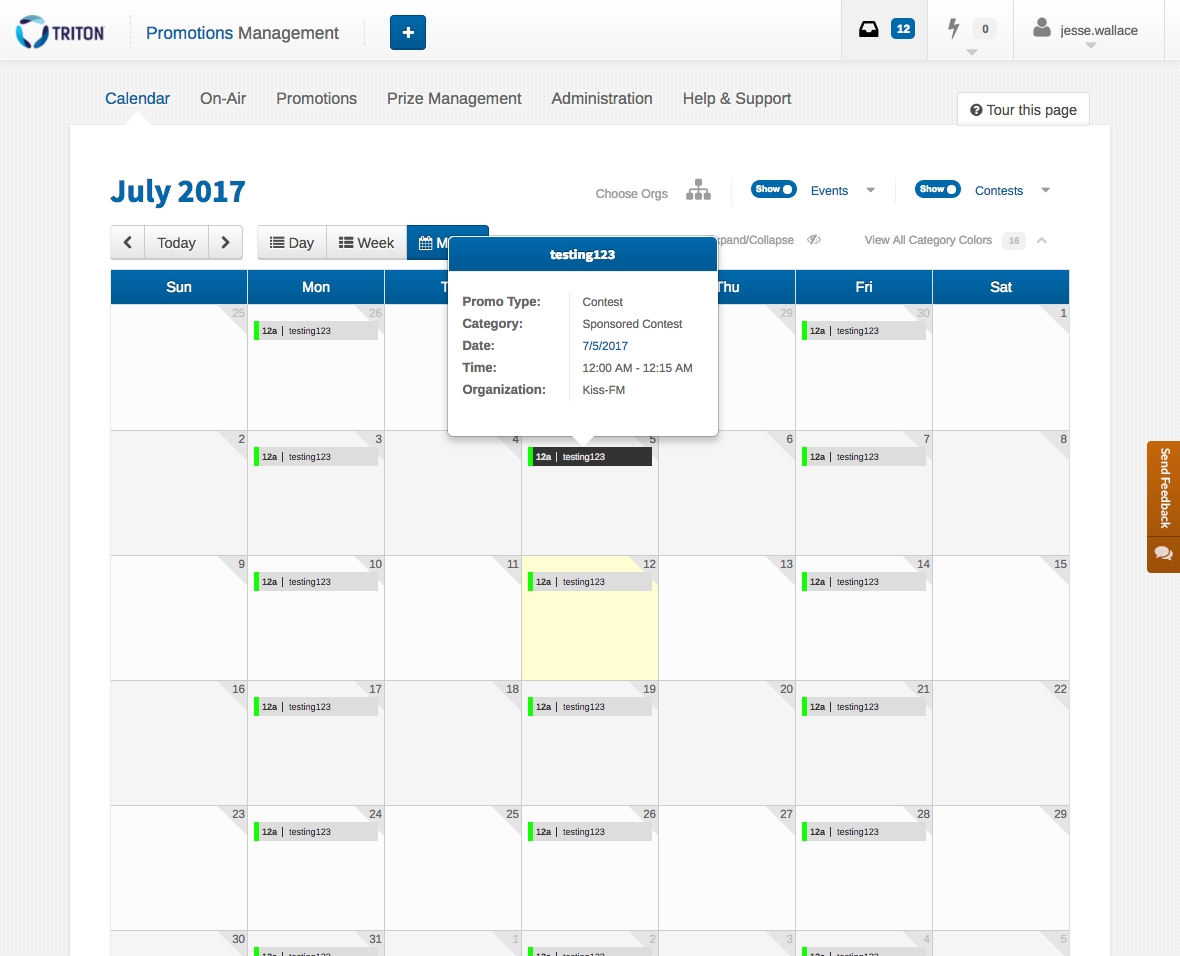 TRITON
Promotions Management
+
12
0
jesse.wallace
Calendar On-Air Promotions Prize Management Administration Help & Support
Tour this page
July 2017
Choose Orgs
Show Events
Show Contests
Today
Day Week M
xpand/Collapse
View All Category Colors 16
Sun Mon T Thu Fri Sat
testing123
Promo Type: Contest
Category: Sponsored Contest
Date: 7/5/2017
Time: 12:00 AM - 12:15 AM
Organization: Kiss-FM
25 26 29 30 1
12a | testing123 12a | testing123
2 3 4 5 6 7 8
12a | testing123 12a | testing123 12a | testing123
9 10 11 12 13 14 15
12a | testing123 12a | testing123 12a | testing123
16 17 18 19 20 21 22
12a | testing123 12a | testing123 12a | testing123
23 24 25 26 27 28 29
12a | testing123 12a | testing123 12a | testing123
30 31 1 2 3 4 5
12a | testing123 12a | testing123 12a | testing123
Send Feedback